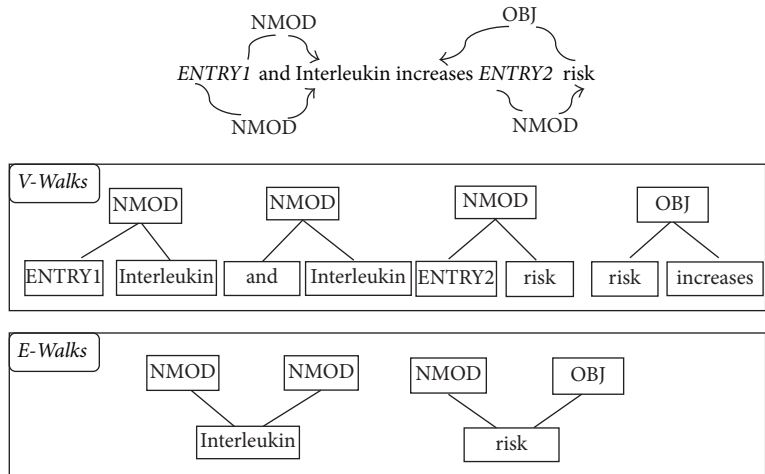 NMOD OBJ
ENTRY1 and Interleukin increases ENTRY2 risk
NMOD NMOD
V-Walks
NMOD NMOD NMOD OBJ
ENTRY1 Interleukin and Interleukin ENTRY2 risk risk increases
E-Walks
NMOD NMOD NMOD OBJ
Interleukin risk